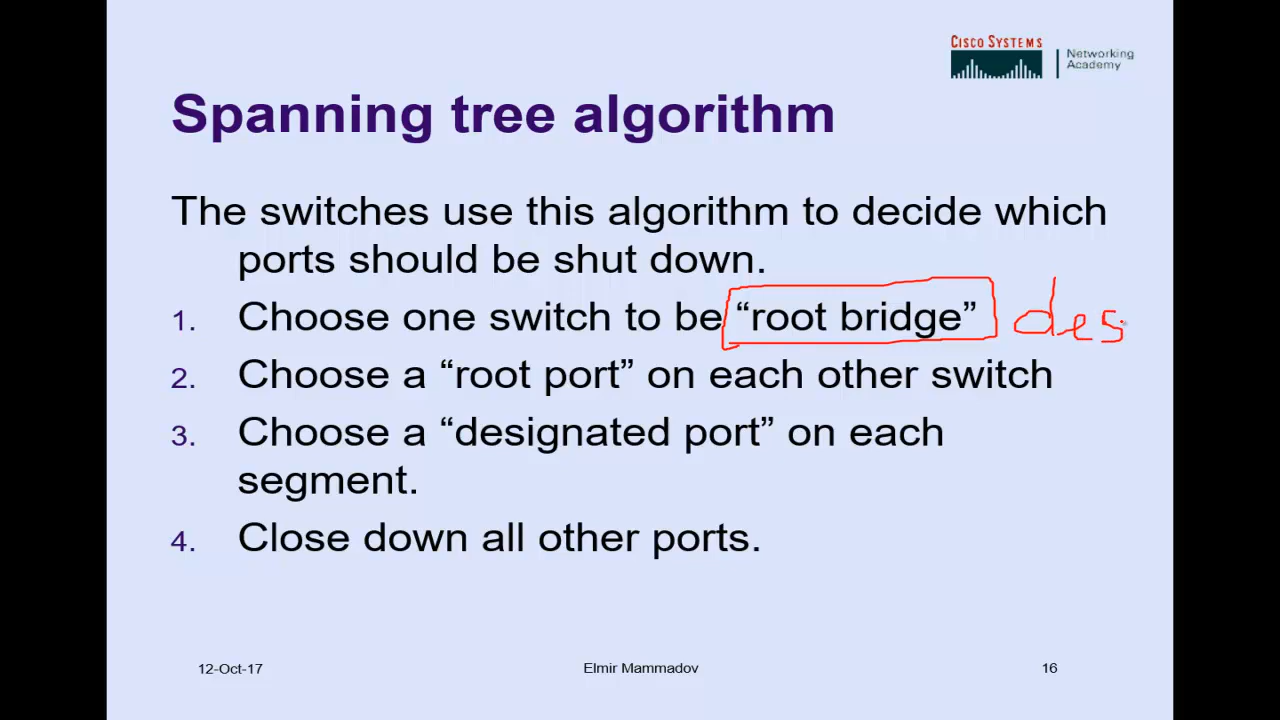 CISCO SYSTEMS
Networking
Academy
Spanning tree algorithm
The switches use this algorithm to decide which
ports should be shut down.
1. Choose one switch to be “root bridge” des
2. Choose a “root port” on each other switch
3. Choose a “designated port” on each
segment.
4. Close down all other ports.
12-Oct-17 Elmir Mammadov 16